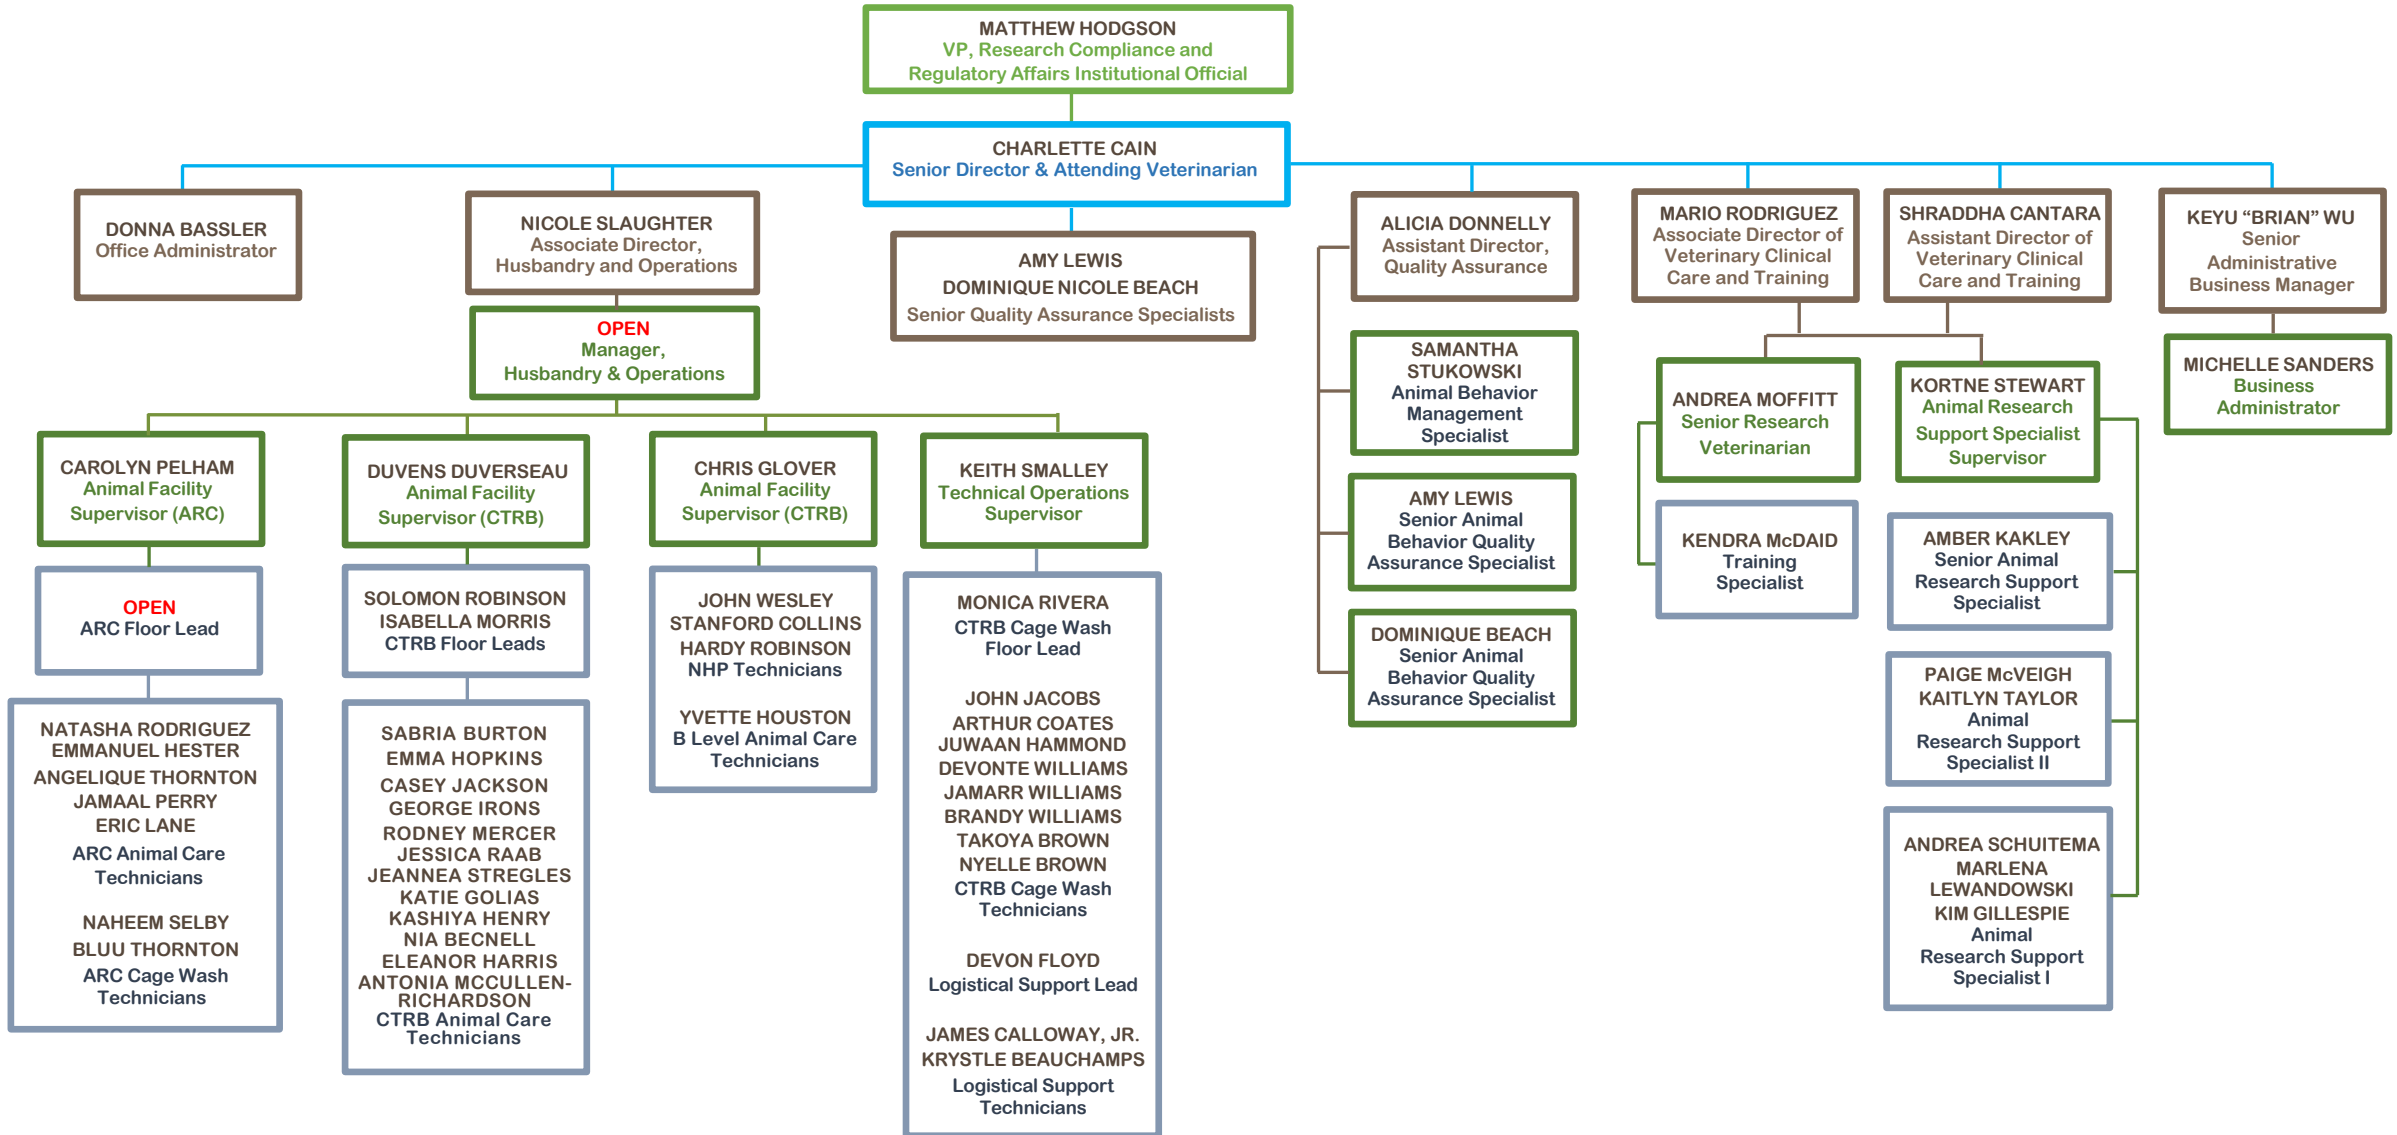 MATTHEW HODGSON
VP, Research Compliance and
Regulatory Affairs Institutional Official
CHARLETTE CAIN
Senior Director & Attending Veterinarian
DONNA BASSLER
Office Administrator
NICOLE SLAUGHTER
Associate Director,
Husbandry and Operations
AMY LEWIS
DOMINIQUE NICOLE BEACH
Senior Quality Assurance Specialists
ALICIA DONNELLY
Assistant Director,
Quality Assurance
MARIO RODRIGUEZ
Associate Director of
Veterinary Clinical
Care and Training
SHRADDHA CANTARA
Assistant Director of
Veterinary Clinical
Care and Training
KEYU “BRIAN” WU
Senior
Administrative
Business Manager
OPEN
Manager,
Husbandry & Operations
CAROLYN PELHAM
Animal Facility
Supervisor (ARC)
DUVENS DUVERSEAU
Animal Facility
Supervisor (CTRB)
CHRIS GLOVER
Animal Facility
Supervisor (CTRB)
KEITH SMALLEY
Technical Operations
Supervisor
OPEN
ARC Floor Lead
NATASHA RODRIGUEZ
EMMANUEL HESTER
ANGELIQUE THORNTON
JAMAAL PERRY
ERIC LANE
ARC Animal Care
Technicians
NAHEEM SELBY
BLUU THORNTON
ARC Cage Wash
Technicians
SOLOMON ROBINSON
ISABELLA MORRIS
CTRB Floor Leads
SABRIA BURTON
EMMA HOPKINS
CASEY JACKSON
GEORGE IRONS
RODNEY MERCER
JESSICA RAAB
JEANNEA STREGLES
KATIE GOLIAS
KASHIYA HENRY
NIA BECNELL
ELEANOR HARRIS
ANTONIA MCCULLEN-
RICHARDSON
CTRB Animal Care
Technicians
JOHN WESLEY
STANFORD COLLINS
HARDY ROBINSON
NHP Technicians
YVETTE HOUSTON
B Level Animal Care
Technicians
MONICA RIVERA
CTRB Cage Wash
Floor Lead
JOHN JACOBS
ARTHUR COATES
JUWAAN HAMMOND
DEVONTE WILLIAMS
JAMARR WILLIAMS
BRANDY WILLIAMS
TAKOYA BROWN
NYELLE BROWN
CTRB Cage Wash
Technicians
DEVON FLOYD
Logistical Support Lead
JAMES CALLOWAY, JR.
KRYSTLE BEAUCHAMPS
Logistical Support
Technicians
SAMANTHA
STUKOWSKI
Animal Behavior
Management
Specialist
AMY LEWIS
Senior Animal
Behavior Quality
Assurance Specialist
DOMINIQUE BEACH
Senior Animal
Behavior Quality
Assurance Specialist
ANDREA MOFFITT
Senior Research
Veterinarian
KENDRA McDAID
Training
Specialist
KORTNE STEWART
Animal Research
Support Specialist
Supervisor
AMBER KAKLEY
Senior Animal
Research Support
Specialist
PAIGE McVEIGH
KAITLYN TAYLOR
Animal
Research Support
Specialist II
ANDREA SCHUITEMA
MARLENA
LEWANDOWSKI
KIM GILLESPIE
Animal
Research Support
Specialist I
MICHELLE SANDERS
Business
Administrator